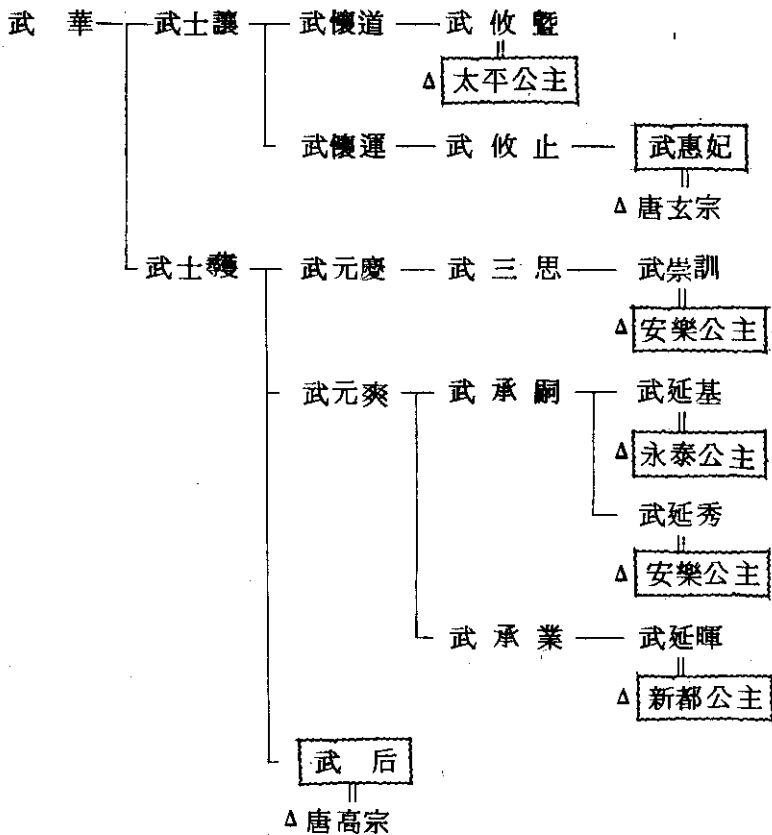 武華 武士讓 武懷道 武攸暨
Δ 太平公主
武懷運 武攸止 武惠妃
Δ 唐玄宗
武士彠 武元慶 武三思 武崇訓
Δ 安樂公主
武元爽 武承嗣 武延基
Δ 永泰公主
武延秀
Δ 安樂公主
武承業 武延暉
Δ 新都公主
武后
Δ 唐高宗